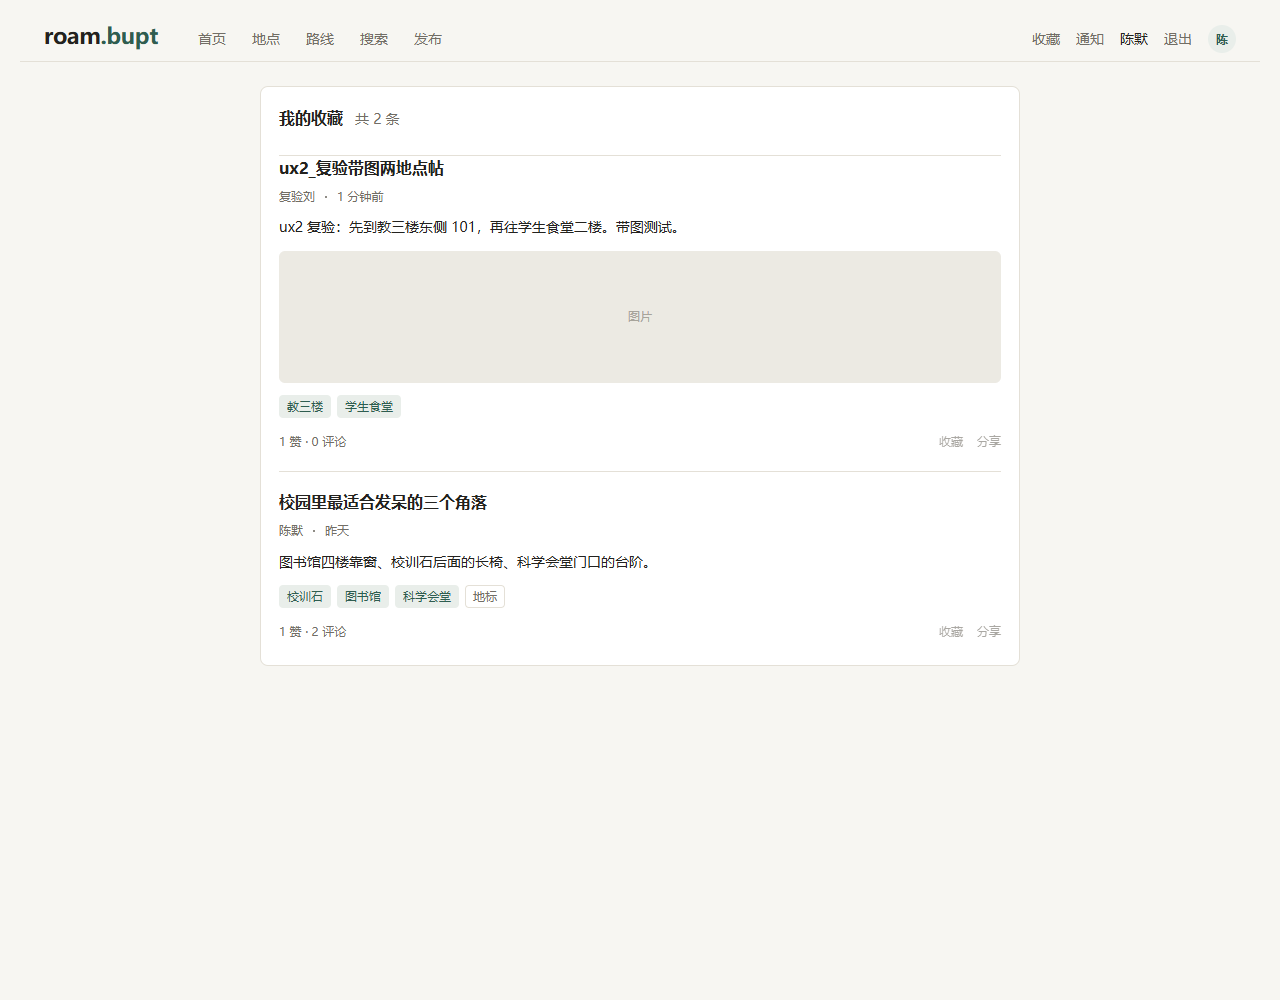 roam.bupt 首页 地点 路线 搜索 发布 收藏 通知 陈默 退出 陈
我的收藏 共 2 条
ux2_复验带图两地点帖
复验刘 · 1 分钟前
ux2 复验：先到教三楼东侧 101，再往学生食堂二楼。带图测试。
图片
教三楼 学生食堂
1 赞 · 0 评论 收藏 分享
校园里最适合发呆的三个角落
陈默 · 昨天
图书馆四楼靠窗、校训石后面的长椅、科学会堂门口的台阶。
校训石 图书馆 科学会堂 地标
1 赞 · 2 评论 收藏 分享